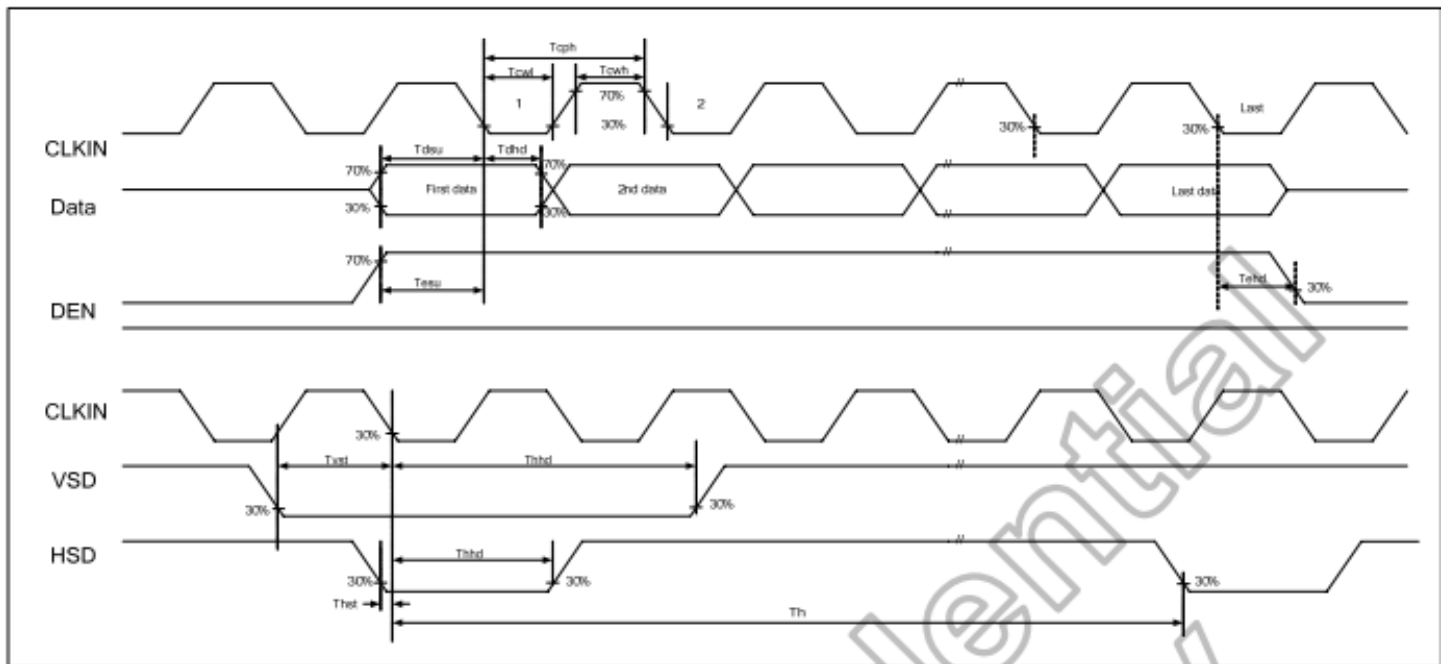 Tcph
Tcwl Tcwh
1 70% 2 // Last
30% 30% 30%
CLKIN
Tdsu Tdhd
70% 70%
First data 2nd data Last dat
Data
30% 30% // 
70% //
Tesu Tehd
30%
DEN
CLKIN
30% //
Tvst Thhd
VSD //
30% 30%
HSD //
Thhd
30% 30% 30%
Thst
Th